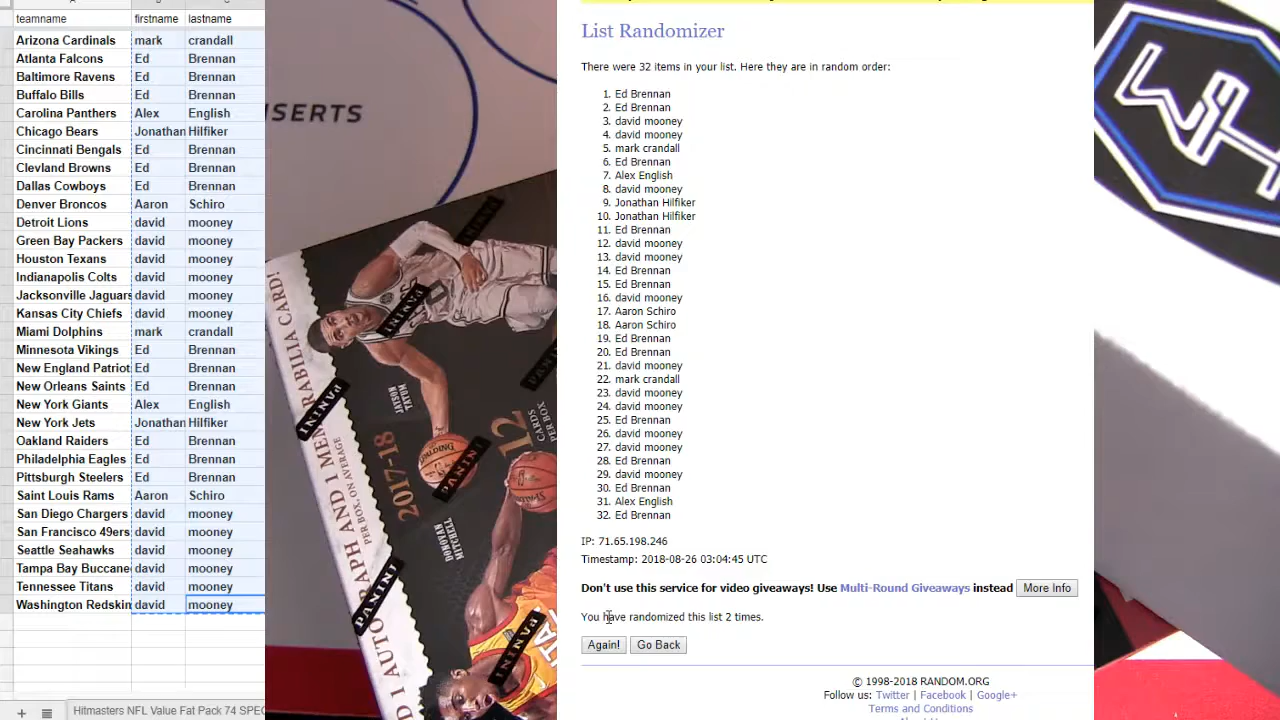 teamname firstname lastname
Arizona Cardinals mark crandall
Atlanta Falcons Ed Brennan
Baltimore Ravens Ed Brennan
Buffalo Bills Ed Brennan
Carolina Panthers Alex English
Chicago Bears Jonathan Hilfiker
Cincinnati Bengals Ed Brennan
Clevland Browns Ed Brennan
Dallas Cowboys Ed Brennan
Denver Broncos Aaron Schiro
Detroit Lions david mooney
Green Bay Packers david mooney
Houston Texans david mooney
Indianapolis Colts david mooney
Jacksonville Jaguars david mooney
Kansas City Chiefs david mooney
Miami Dolphins mark crandall
Minnesota Vikings Ed Brennan
New England Patriot Ed Brennan
New Orleans Saints Ed Brennan
New York Giants Alex English
New York Jets Jonathan Hilfiker
Oakland Raiders Ed Brennan
Philadelphia Eagles Ed Brennan
Pittsburgh Steelers Ed Brennan
Saint Louis Rams Aaron Schiro
San Diego Chargers david mooney
San Francisco 49ers david mooney
Seattle Seahawks david mooney
Tampa Bay Buccane david mooney
Tennessee Titans david mooney
Washington Redskin david mooney
Hitmasters NFL Value Fat Pack 74 SPEC
PANINI
JAYSON TATUM
2017-18
12 CARDS PER BOX
DONOVAN MITCHELL
PER BOX ON AVERAGE
List Randomizer
There were 32 items in your list. Here they are in random order:
1. Ed Brennan
2. Ed Brennan
3. david mooney
4. david mooney
5. mark crandall
6. Ed Brennan
7. Alex English
8. david mooney
9. Jonathan Hilfiker
10. Jonathan Hilfiker
11. Ed Brennan
12. david mooney
13. david mooney
14. Ed Brennan
15. Ed Brennan
16. david mooney
17. Aaron Schiro
18. Aaron Schiro
19. Ed Brennan
20. Ed Brennan
21. david mooney
22. mark crandall
23. david mooney
24. david mooney
25. Ed Brennan
26. david mooney
27. david mooney
28. Ed Brennan
29. david mooney
30. Ed Brennan
31. Alex English
32. Ed Brennan
IP: 71.65.198.246
Timestamp: 2018-08-26 03:04:45 UTC
Don't use this service for video giveaways! Use Multi-Round Giveaways instead More Info
You have randomized this list 2 times.
Again! Go Back
© 1998-2018 RANDOM.ORG
Follow us: Twitter | Facebook | Google+
Terms and Conditions